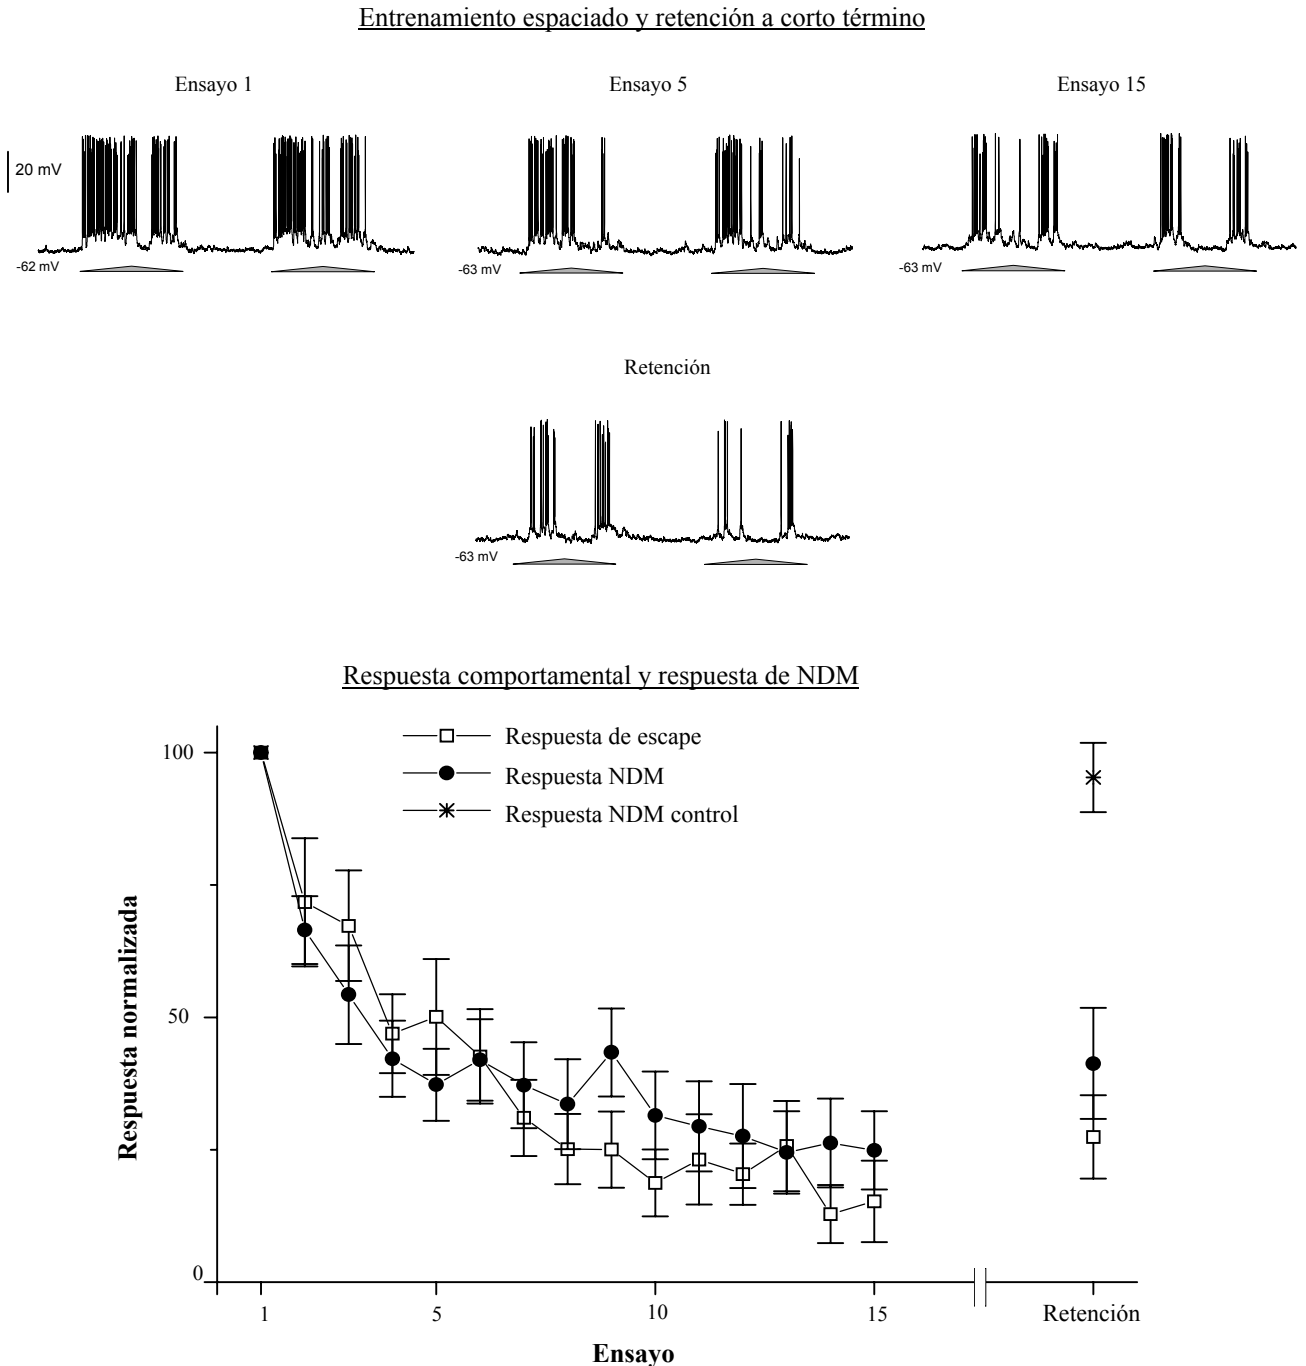 Entrenamiento espaciado y retención a corto término
Ensayo 1
Ensayo 5
Ensayo 15
20 mV
-62 mV
-63 mV
-63 mV
Retención
-63 mV
Respuesta comportamental y respuesta de NDM
Respuesta de escape
Respuesta NDM
Respuesta NDM control
100
50
0
Respuesta normalizada
1
5
10
15
Retención
Ensayo